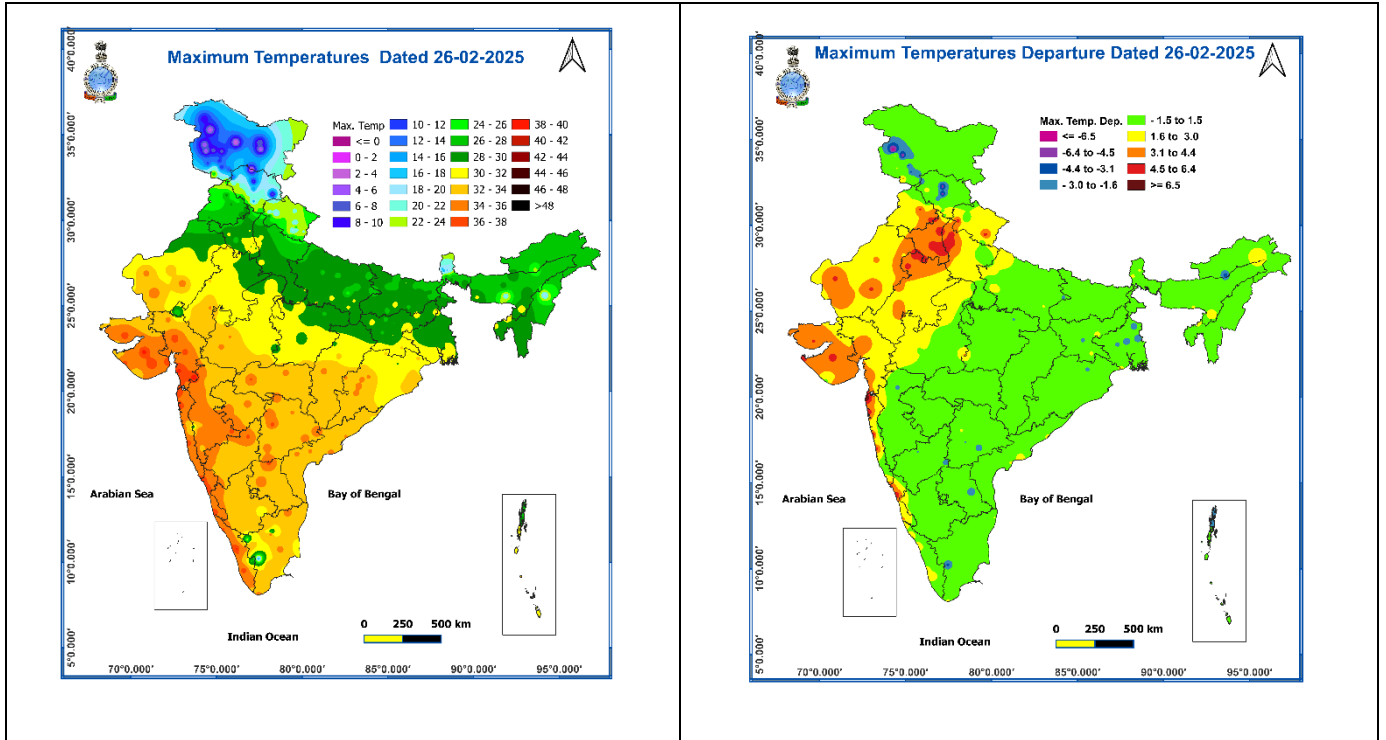 Maximum Temperatures Dated 26-02-2025
40°0.000'
35°0.000'
30°0.000'
25°0.000'
20°0.000'
15°0.000'
10°0.000'
5°0.000'
Max. Temp
<= 0
0 - 2
2 - 4
4 - 6
6 - 8
8 - 10
10 - 12
12 - 14
14 - 16
16 - 18
18 - 20
20 - 22
22 - 24
24 - 26
26 - 28
28 - 30
30 - 32
32 - 34
34 - 36
36 - 38
38 - 40
40 - 42
42 - 44
44 - 46
46 - 48
>48
Arabian Sea
Bay of Bengal
Indian Ocean
0 250 500 km
70°0.000' 75°0.000' 80°0.000' 85°0.000' 90°0.000' 95°0.000'
Maximum Temperatures Departure Dated 26-02-2025
40°0.000'
35°0.000'
30°0.000'
25°0.000'
20°0.000'
15°0.000'
10°0.000'
5°0.000'
Max. Temp. Dep.
<= -6.5
-6.4 to -4.5
-4.4 to -3.1
- 3.0 to -1.6
- 1.5 to 1.5
1.6 to 3.0
3.1 to 4.4
4.5 to 6.4
>= 6.5
Arabian Sea
Bay of Bengal
Indian Ocean
0 250 500 km
70°0.000' 75°0.000' 80°0.000' 85°0.000' 90°0.000' 95°0.000'